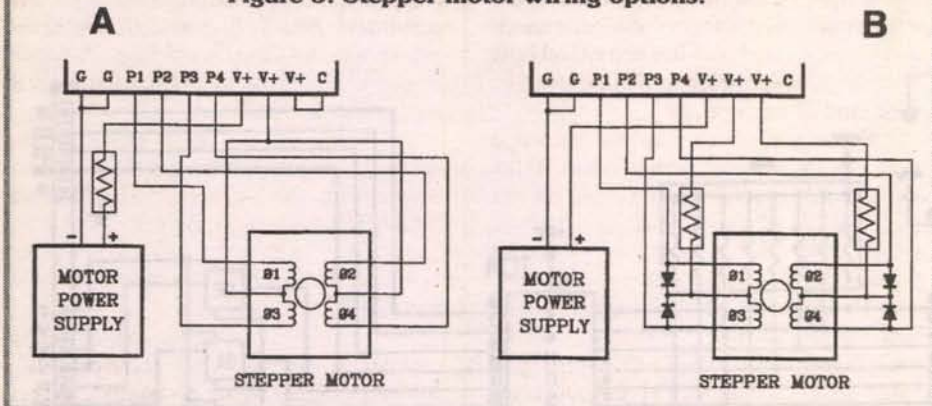 Figure 3. Stepper motor wiring options.
A
B
G G P1 P2 P3 P4 V+ V+ V+ C
G G P1 P2 P3 P4 V+ V+ V+ C
- +
- +
MOTOR
POWER
SUPPLY
Ø1 Ø2
Ø3 Ø4
STEPPER MOTOR
MOTOR
POWER
SUPPLY
Ø1 Ø2
Ø3 Ø4
STEPPER MOTOR